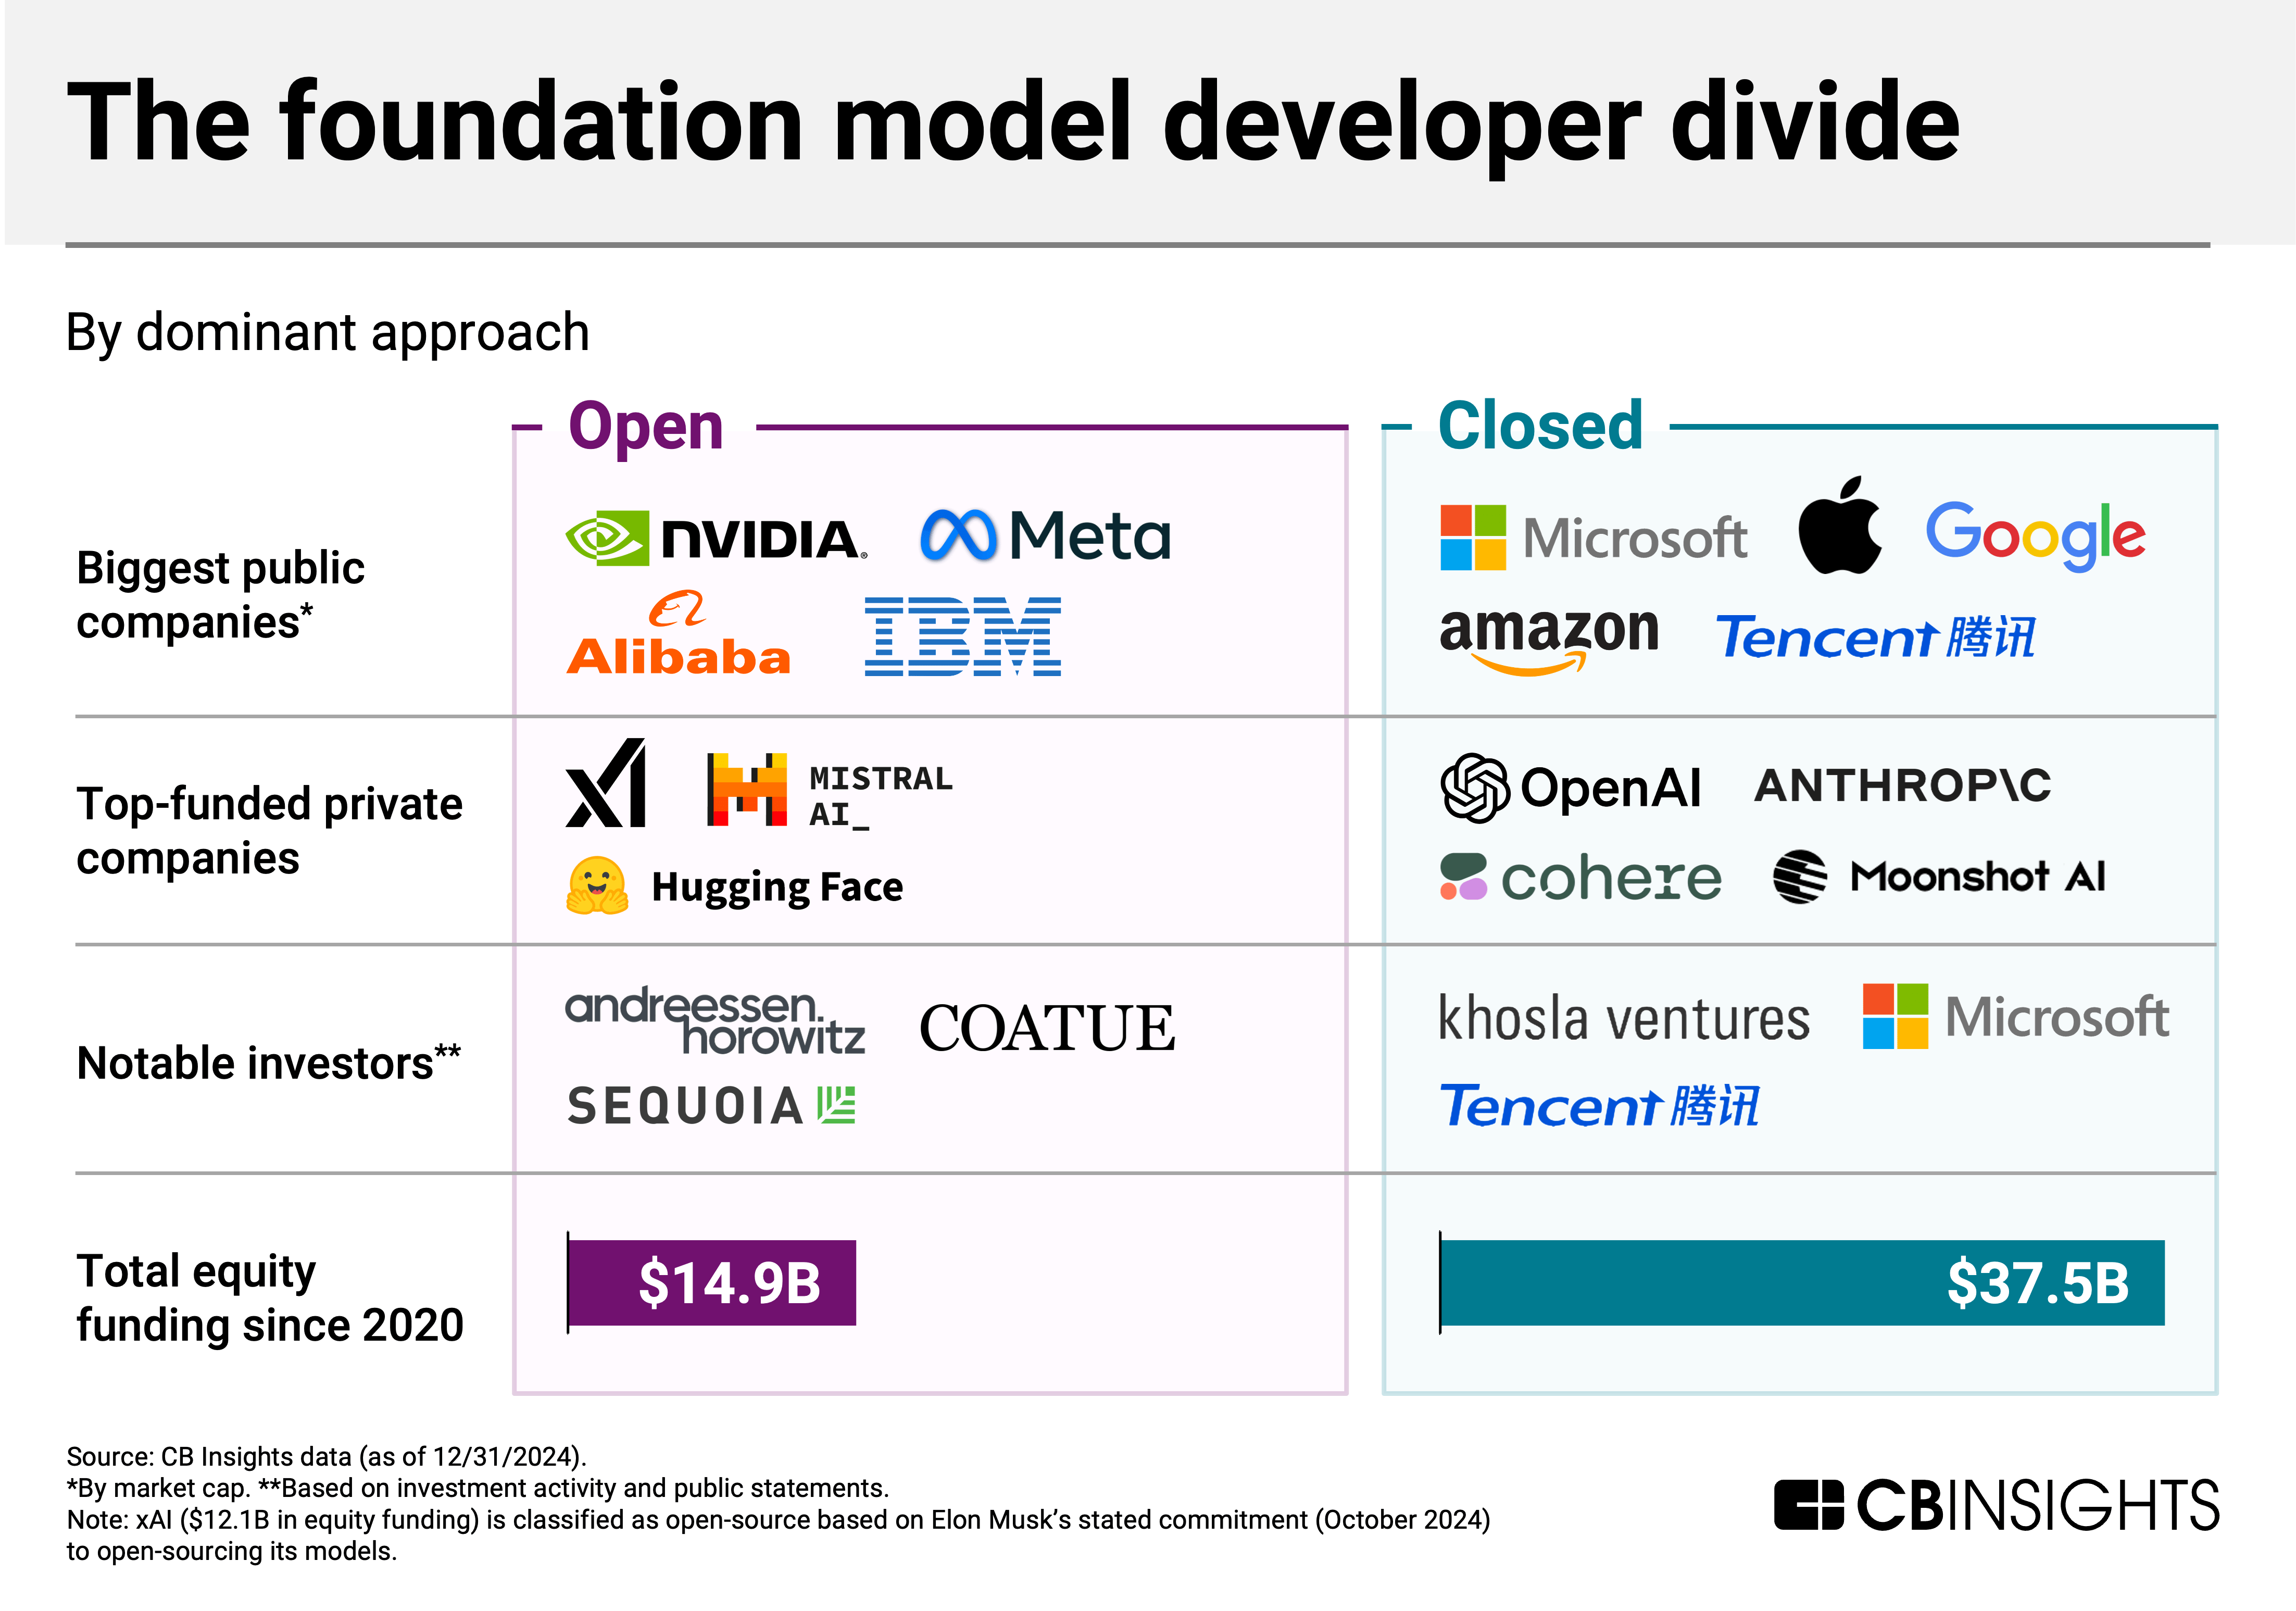 The foundation model developer divide
By dominant approach
Open
Closed
Biggest public
companies*
NVIDIA®
Meta
Alibaba
IBM
Microsoft
Google
amazon
Tencent 腾讯
Top-funded private
companies
xI
MISTRAL
AI_
Hugging Face
OpenAI
ANTHROP\C
cohere
Moonshot AI
Notable investors**
andreessen.
horowitz
COATUE
SEQUOIA
khosla ventures
Microsoft
Tencent 腾讯
Total equity
funding since 2020
$14.9B
$37.5B
Source: CB Insights data (as of 12/31/2024).
*By market cap. **Based on investment activity and public statements.
Note: xAI ($12.1B in equity funding) is classified as open-source based on Elon Musk’s stated commitment (October 2024)
to open-sourcing its models.
CBINSIGHTS